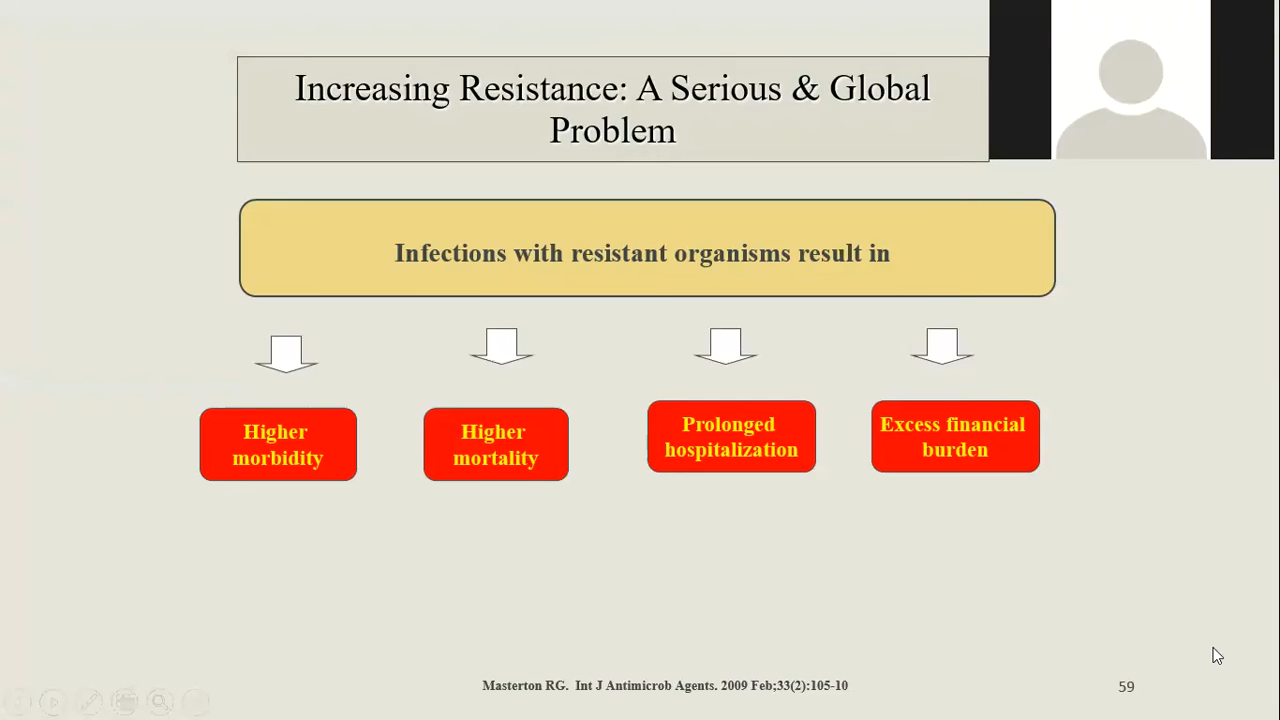 Increasing Resistance: A Serious & Global
Problem
Infections with resistant organisms result in
Higher
morbidity
Higher
mortality
Prolonged
hospitalization
Excess financial
burden
Masterton RG. Int J Antimicrob Agents. 2009 Feb;33(2):105-10
59